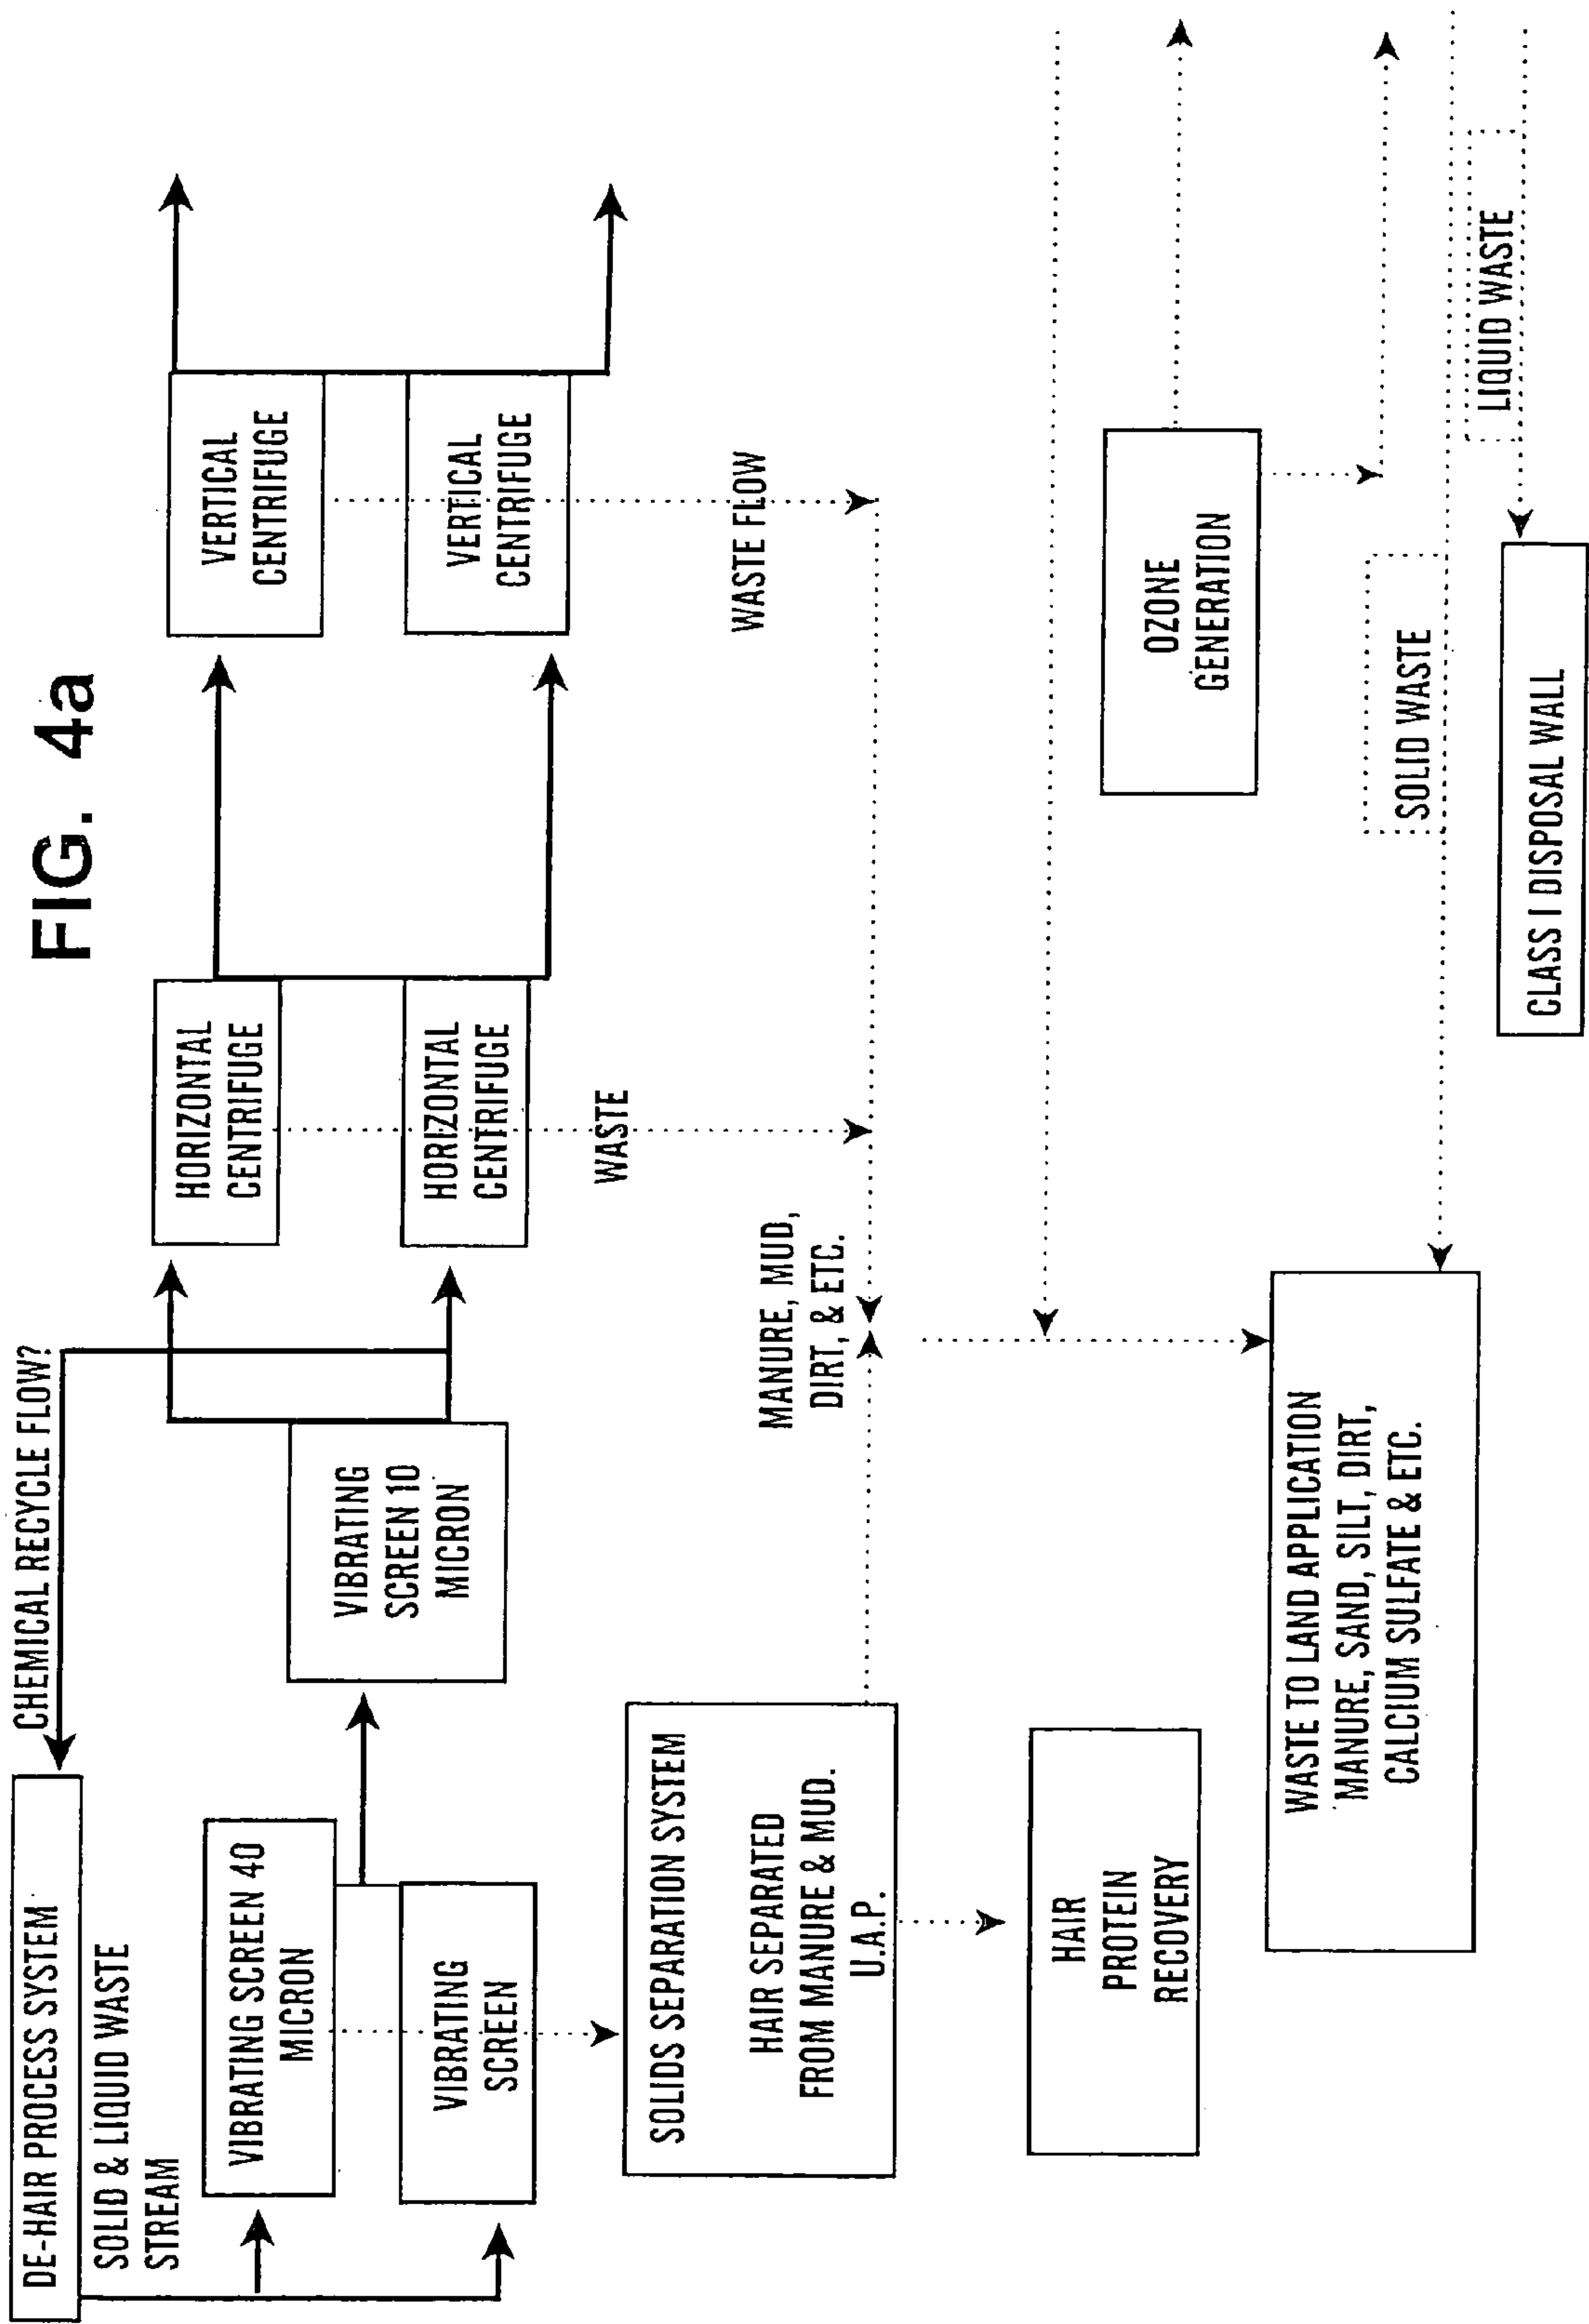 FIG. 4a
CHEMICAL RECYCLE FLOW?
DE-HAIR PROCESS SYSTEM
SOLID & LIQUID WASTE
STREAM
VIBRATING SCREEN 40
MICRON
VIBRATING
SCREEN
VIBRATING
SCREEN 10
MICRON
HORIZONTAL
CENTRIFUGE
HORIZONTAL
CENTRIFUGE
VERTICAL
CENTRIFUGE
VERTICAL
CENTRIFUGE
WASTE
WASTE FLOW
SOLIDS SEPARATION SYSTEM
HAIR SEPARATED
FROM MANURE & MUD.
U.A.P.
MANURE, MUD,
DIRT, & ETC.
HAIR
PROTEIN
RECOVERY
OZONE
GENERATION
WASTE TO LAND APPLICATION
MANURE, SAND, SILT, DIRT,
CALCIUM SULFATE & ETC.
SOLID WASTE
LIQUID WASTE
CLASS I DISPOSAL WALL